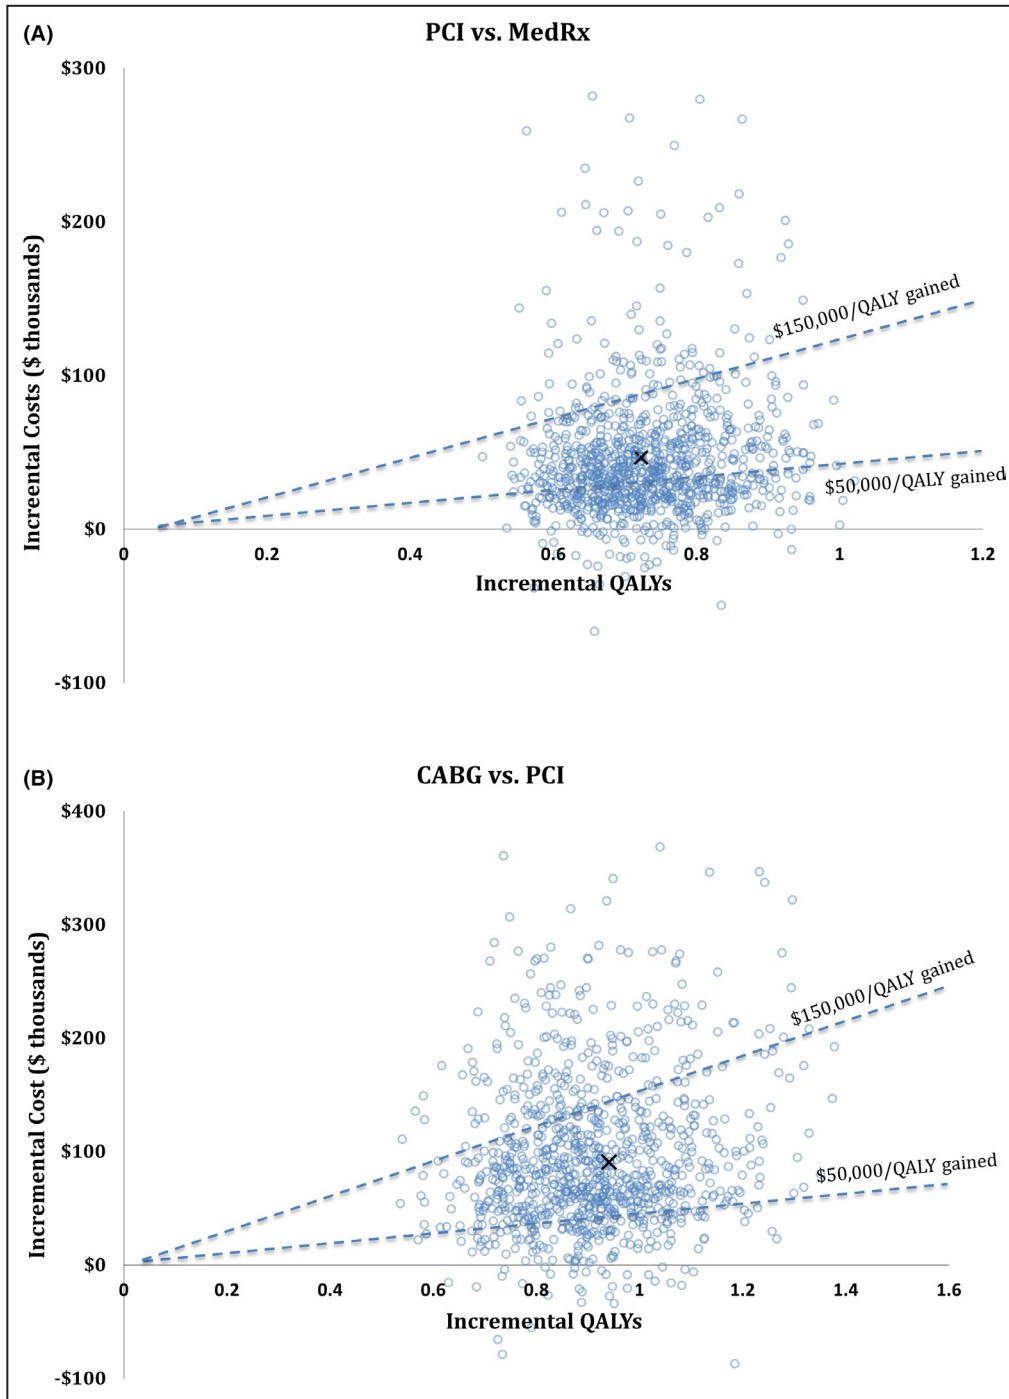 (A)
PCI vs. MedRx
$300
$200
$100
$0
-$100
Increental Costs ($ thousands)
$150,000/QALY gained
$50,000/QALY gained
0 0.2 0.4 0.6 0.8 1 1.2
Incremental QALYs
(B)
CABG vs. PCI
$400
$300
$200
$100
$0
-$100
Incremental Cost ($ thousands)
$150,000/QALY gained
$50,000/QALY gained
0 0.2 0.4 0.6 0.8 1 1.2 1.4 1.6
Incremental QALYs